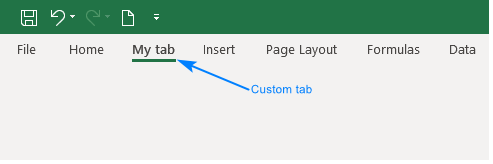 File Home My tab Insert Page Layout Formulas Data
Custom tab